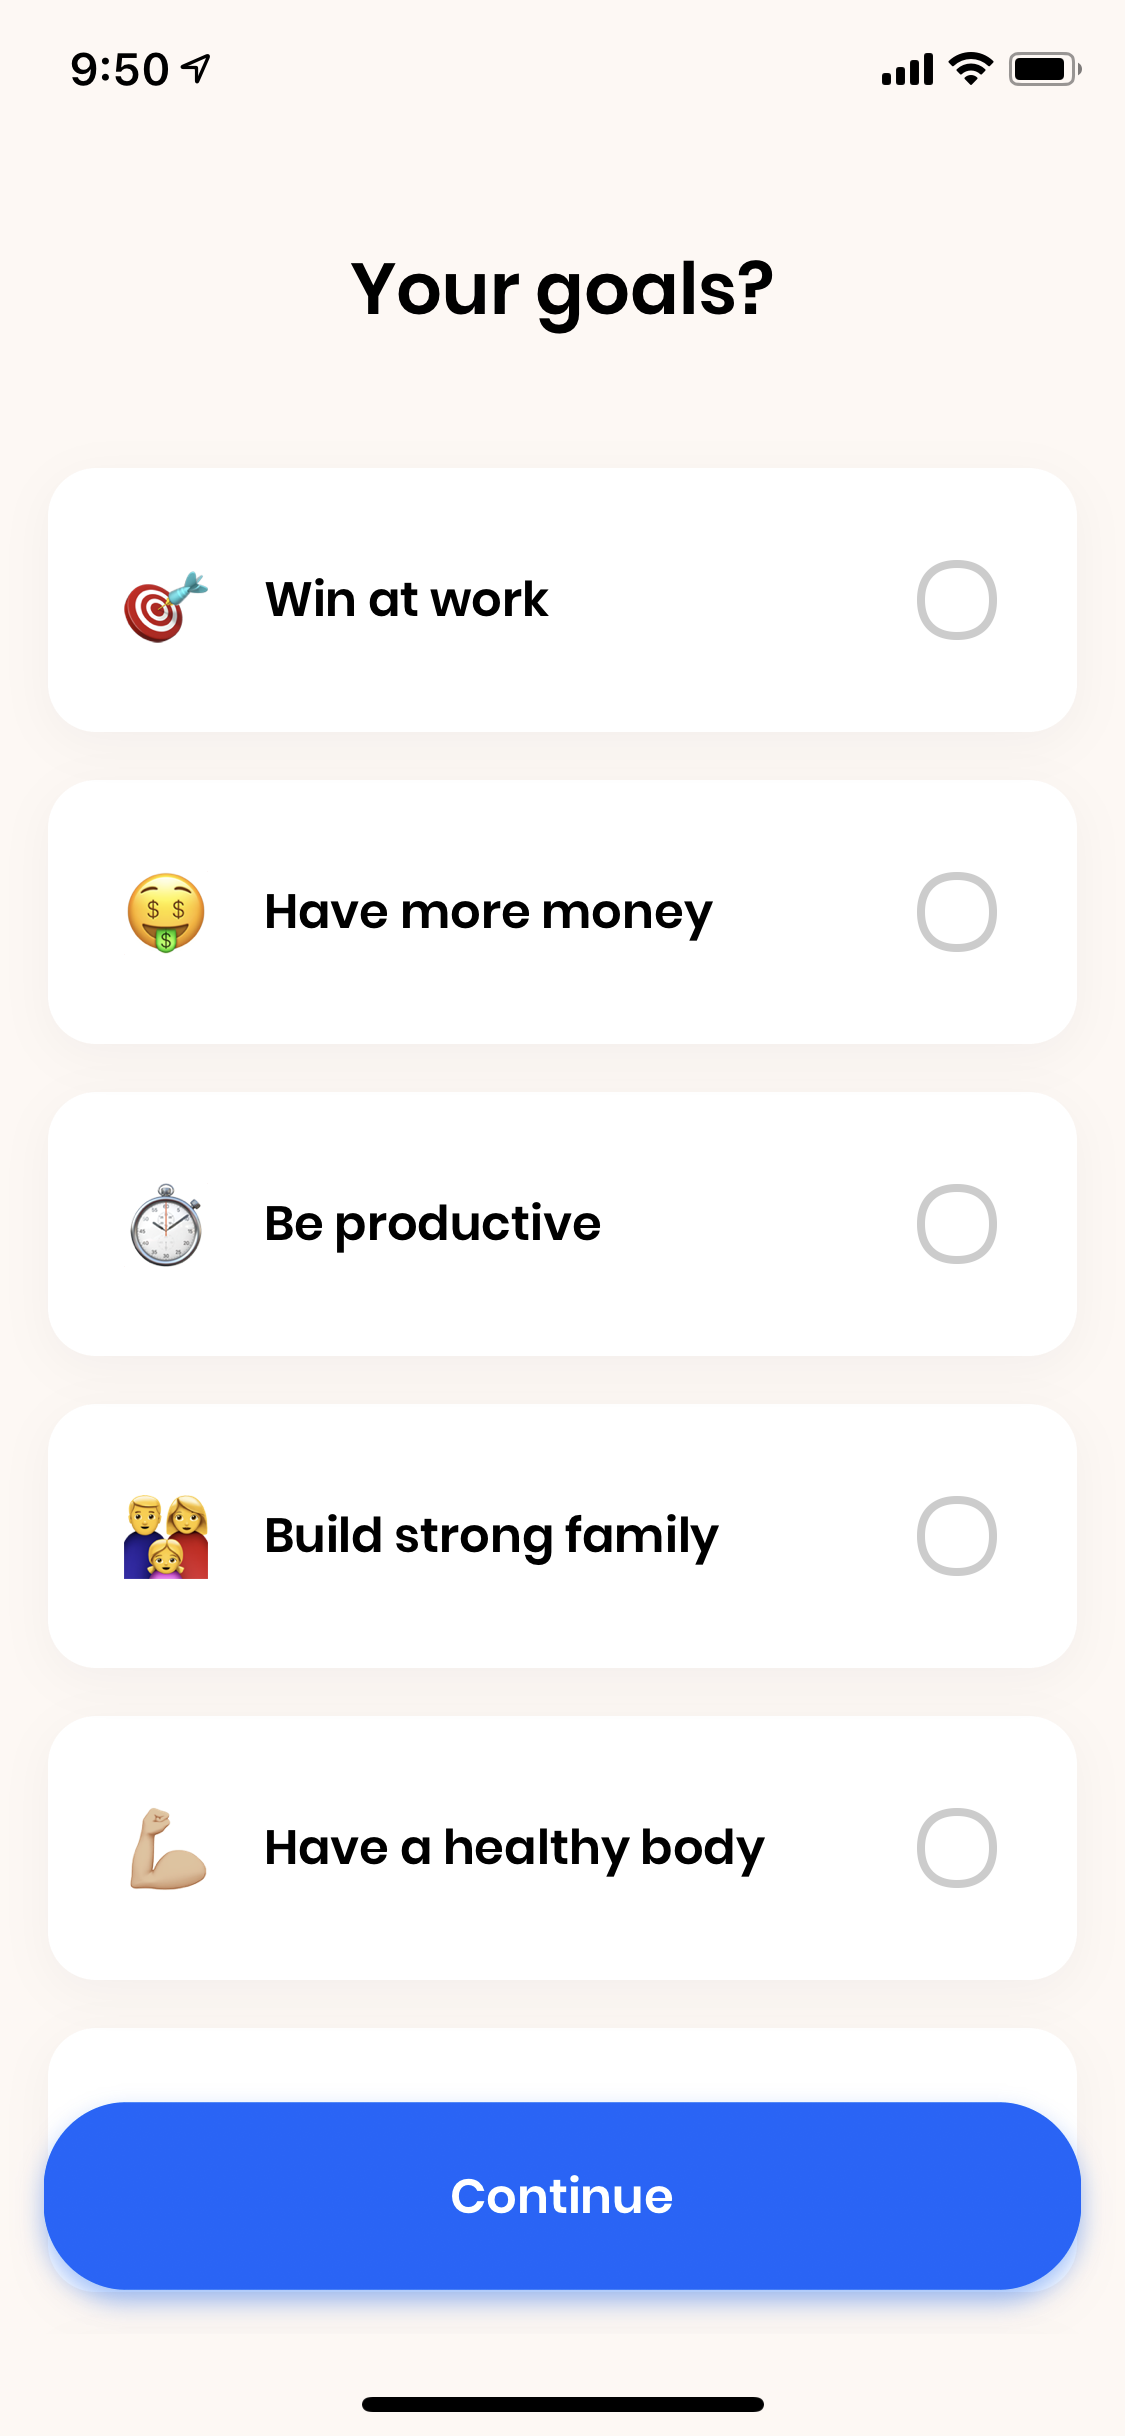 9:50
Your goals?
Win at work
Have more money
Be productive
Build strong family
Have a healthy body
Continue